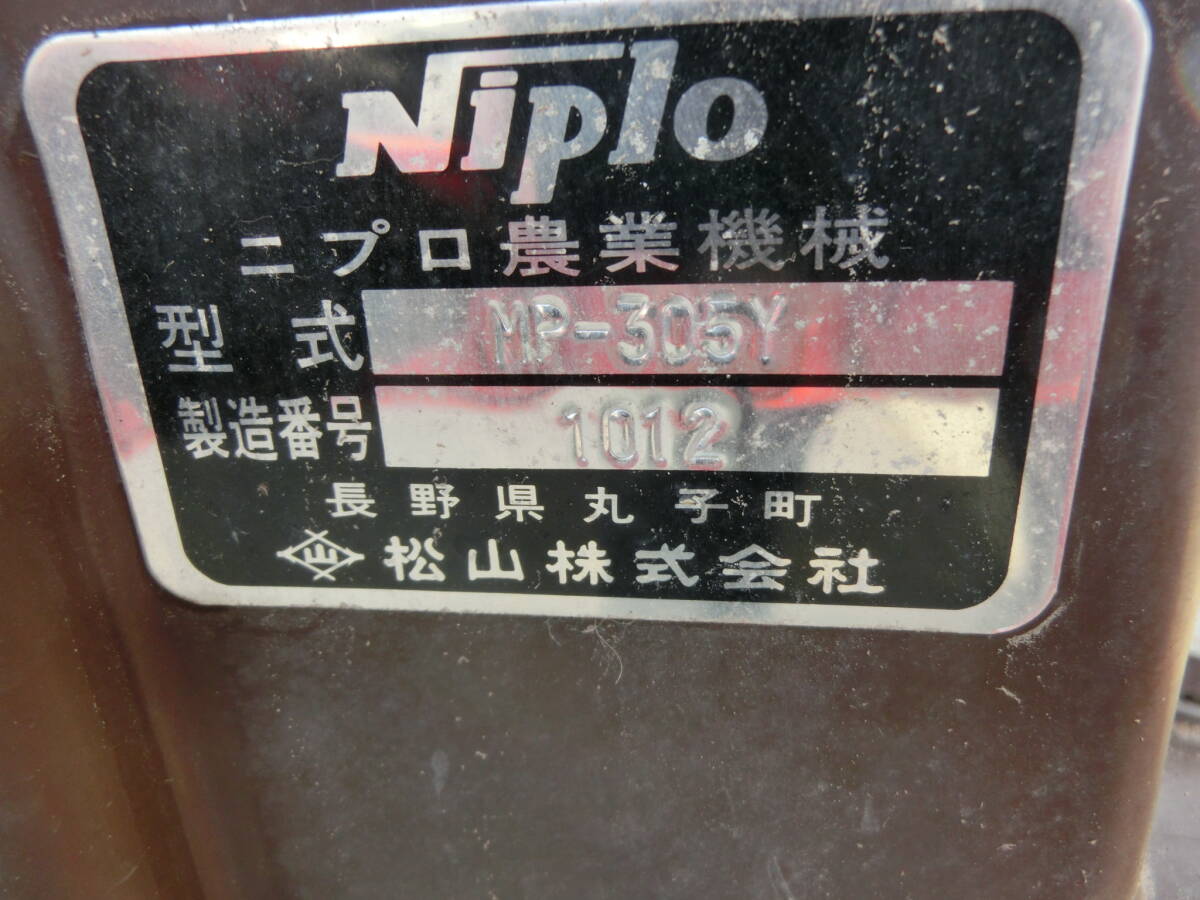 Niplo
ニプロ農業機械
型式 MP-305Y
製造番号 1012
長野県丸子町
松山株式会社